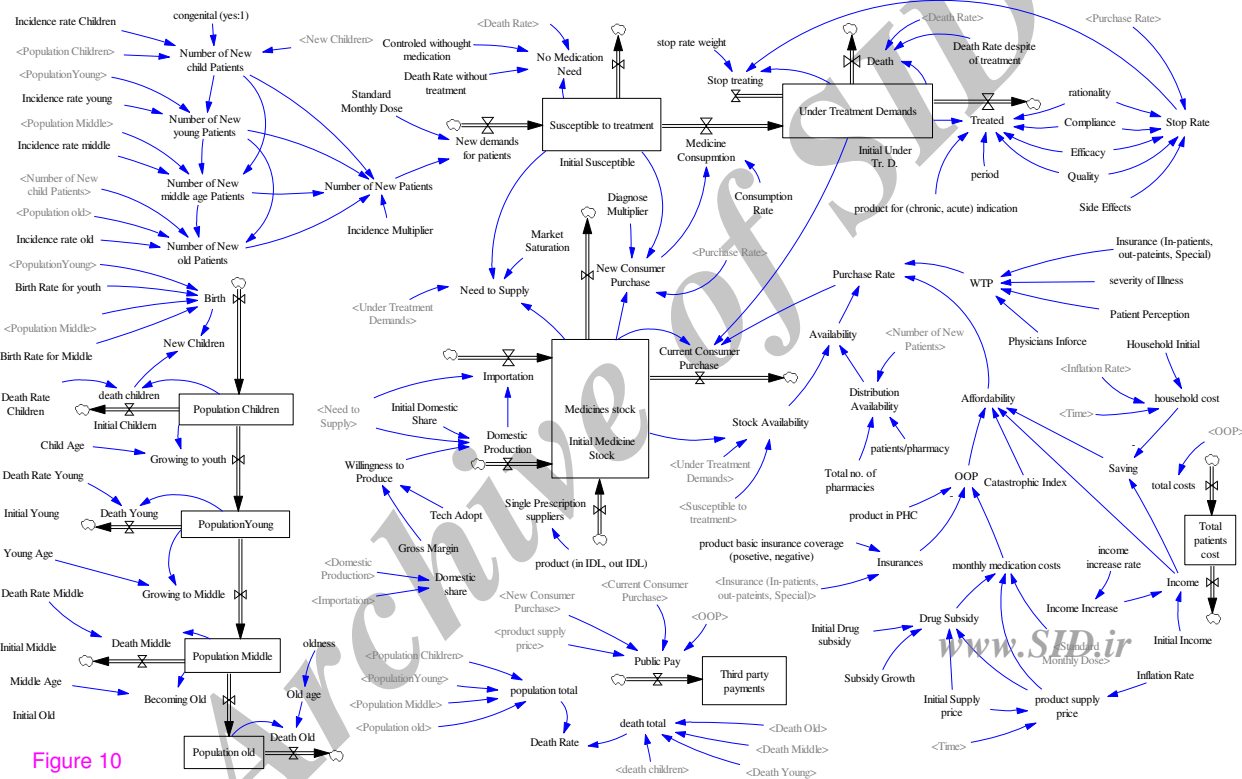 Incidence rate Children
congenital (yes:1)
<Population Children>
Number of New
child Patients
<New Children>
<PopulationYoung>
Incidence rate young
Number of New
young Patients
<Population Middle>
Incidence rate middle
Number of New
middle age Patients
<Number of New
child Patients>
<Population old>
Incidence rate old
Number of New
old Patients
Number of New Patients
Incidence Multiplier
Standard
Monthly Dose
New demands
for patients
<Death Rate>
Controled withought
medication
No Medication
Need
Death Rate without
treatment
Susceptible to treatment
Initial Susceptible
stop rate weight
Stop treating
Medicine
Consupmtion
Consumption
Rate
<Death Rate>
Death
Death Rate despite
of treatment
Under Treatment Demands
Initial Under
Tr. D.
Treated
<Purchase Rate>
rationality
Compliance
Stop Rate
Efficacy
Quality
period
Side Effects
product for (chronic, acute) indication
<PopulationYoung>
Birth Rate for youth
Birth
<Population Middle>
Birth Rate for Middle
New Children
Death Rate
Children
death children
Initial Childern
Population Children
Child Age
Growing to youth
Death Rate Young
Initial Young
Death Young
PopulationYoung
Young Age
Growing to Middle
Death Rate Middle
Initial Middle
Death Middle
Population Middle
Middle Age
Becoming Old
Initial Old
oldness
Old age
Death Old
Population old
Market
Saturation
Diagnose
Multiplier
Need to Supply
New Consumer
Purchase
<Purchase Rate>
<Under Treatment
Demands>
Importation
Current Consumer
Purchase
Medicines stock
Initial Medicine
Stock
<Need to
Supply>
Initial Domestic
Share
Domestic
Production
Willingness to
Produce
Tech Adopt
Gross Margin
Single Prescription
suppliers
product (in IDL, out IDL)
<Domestic
Production>
<Importation>
Domestic
share
Purchase Rate
WTP
Insurance (In-patients,
out-pateints, Special)
severity of Illness
Patient Perception
Physicians Inforce
Availability
<Number of New
Patients>
Distribution
Availability
Stock Availability
patients/pharmacy
Total no. of
pharmacies
<Under Treatment
Demands>
<Susceptible to
treatment>
Affordability
Household Initial
<Inflation Rate>
household cost
<Time>
-
Saving
OOP
Catastrophic Index
product in PHC
product basic insurance coverage
(posetive, negative)
Insurances
<Insurance (In-patients,
out-pateints, Special)>
monthly medication costs
income
increase rate
Income
Income Increase
Initial Income
<OOP>
total costs
Total
patients
cost
Initial Drug
subsidy
Drug Subsidy
Subsidy Growth
Initial Supply
price
<Time>
product supply
price
<Standard
Monthly Dose>
Inflation Rate
<New Consumer
Purchase>
<product supply
price>
<Current Consumer
Purchase>
<OOP>
Public Pay
Third party
payments
<Population Children>
<PopulationYoung>
<Population Middle>
<Population old>
population total
Death Rate
death total
<Death Old>
<Death Middle>
<Death Young>
<death children>
Archive of SID
www.SID.ir
Figure 10